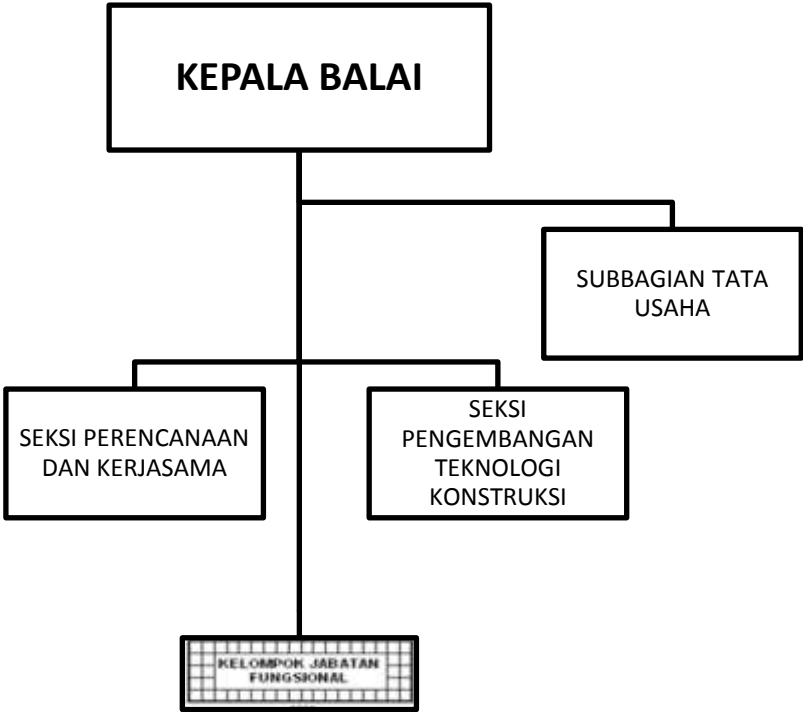 KEPALA BALAI
SUBBAGIAN TATA
USAHA
SEKSI PERENCANAAN
DAN KERJASAMA
SEKSI
PENGEMBANGAN
TEKNOLOGI
KONSTRUKSI
KELOMPOK JABATAN
FUNGSIONAL